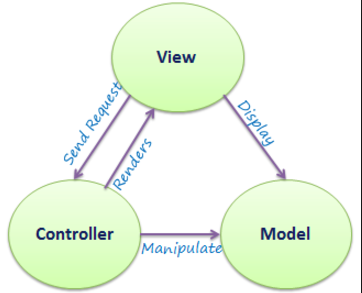 View
Send Request
Renders
Display
Controller
Manipulate
Model